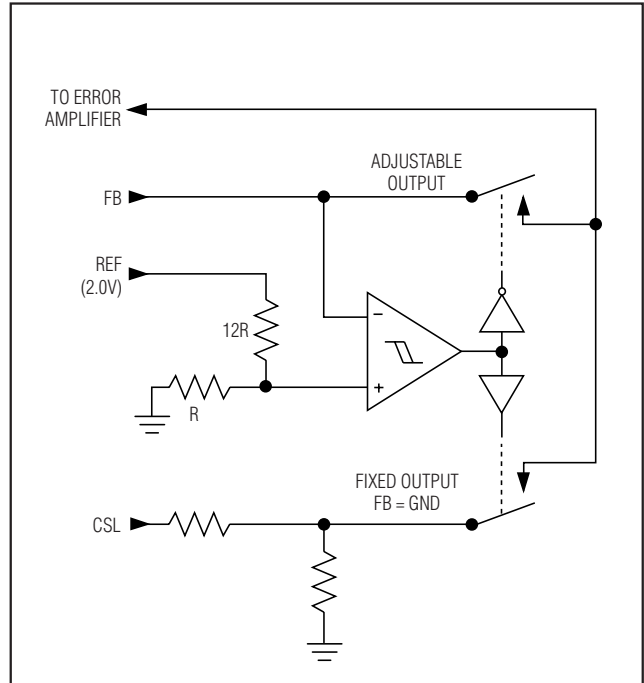 TO ERROR
AMPLIFIER
ADJUSTABLE
OUTPUT
FB
REF
(2.0V)
12R
−
+
R
FIXED OUTPUT
FB = GND
CSL